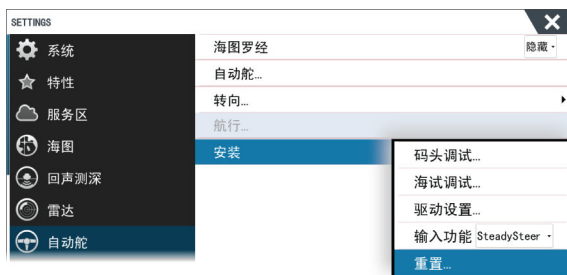 SETTINGS
系统
特性
服务区
海图
回声测深
雷达
自动舵
海图罗经 隐藏
自动舵...
转向...
航行...
安装
码头调试...
海试调试...
驱动设置...
输入功能 SteadySteer
重置...